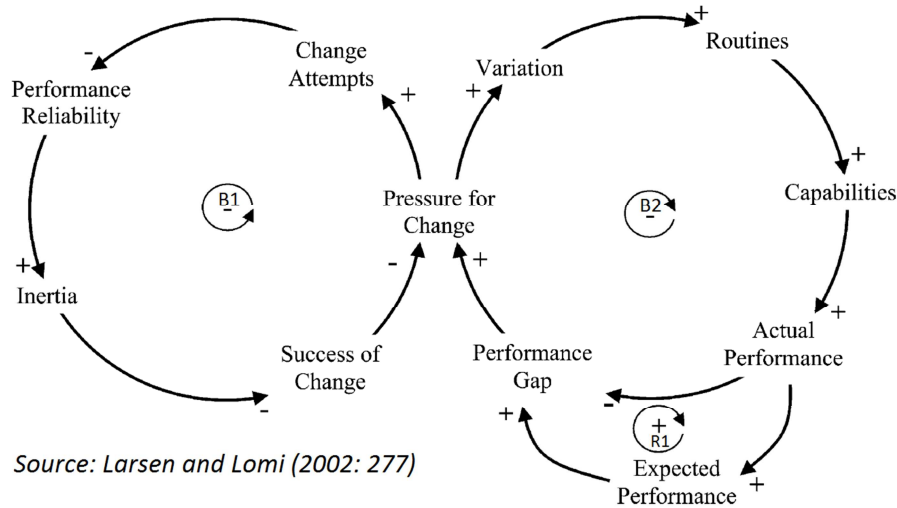 Change
Attempts
-
+
Performance
Reliability
+
Inertia
-
Success of
Change
-
B1
-
Pressure for
Change
+
Variation
+
Routines
+
Capabilities
+
Actual
Performance
B2
-
-
Performance
Gap
+
+
+
R1
Expected
Performance
+
Source: Larsen and Lomi (2002: 277)